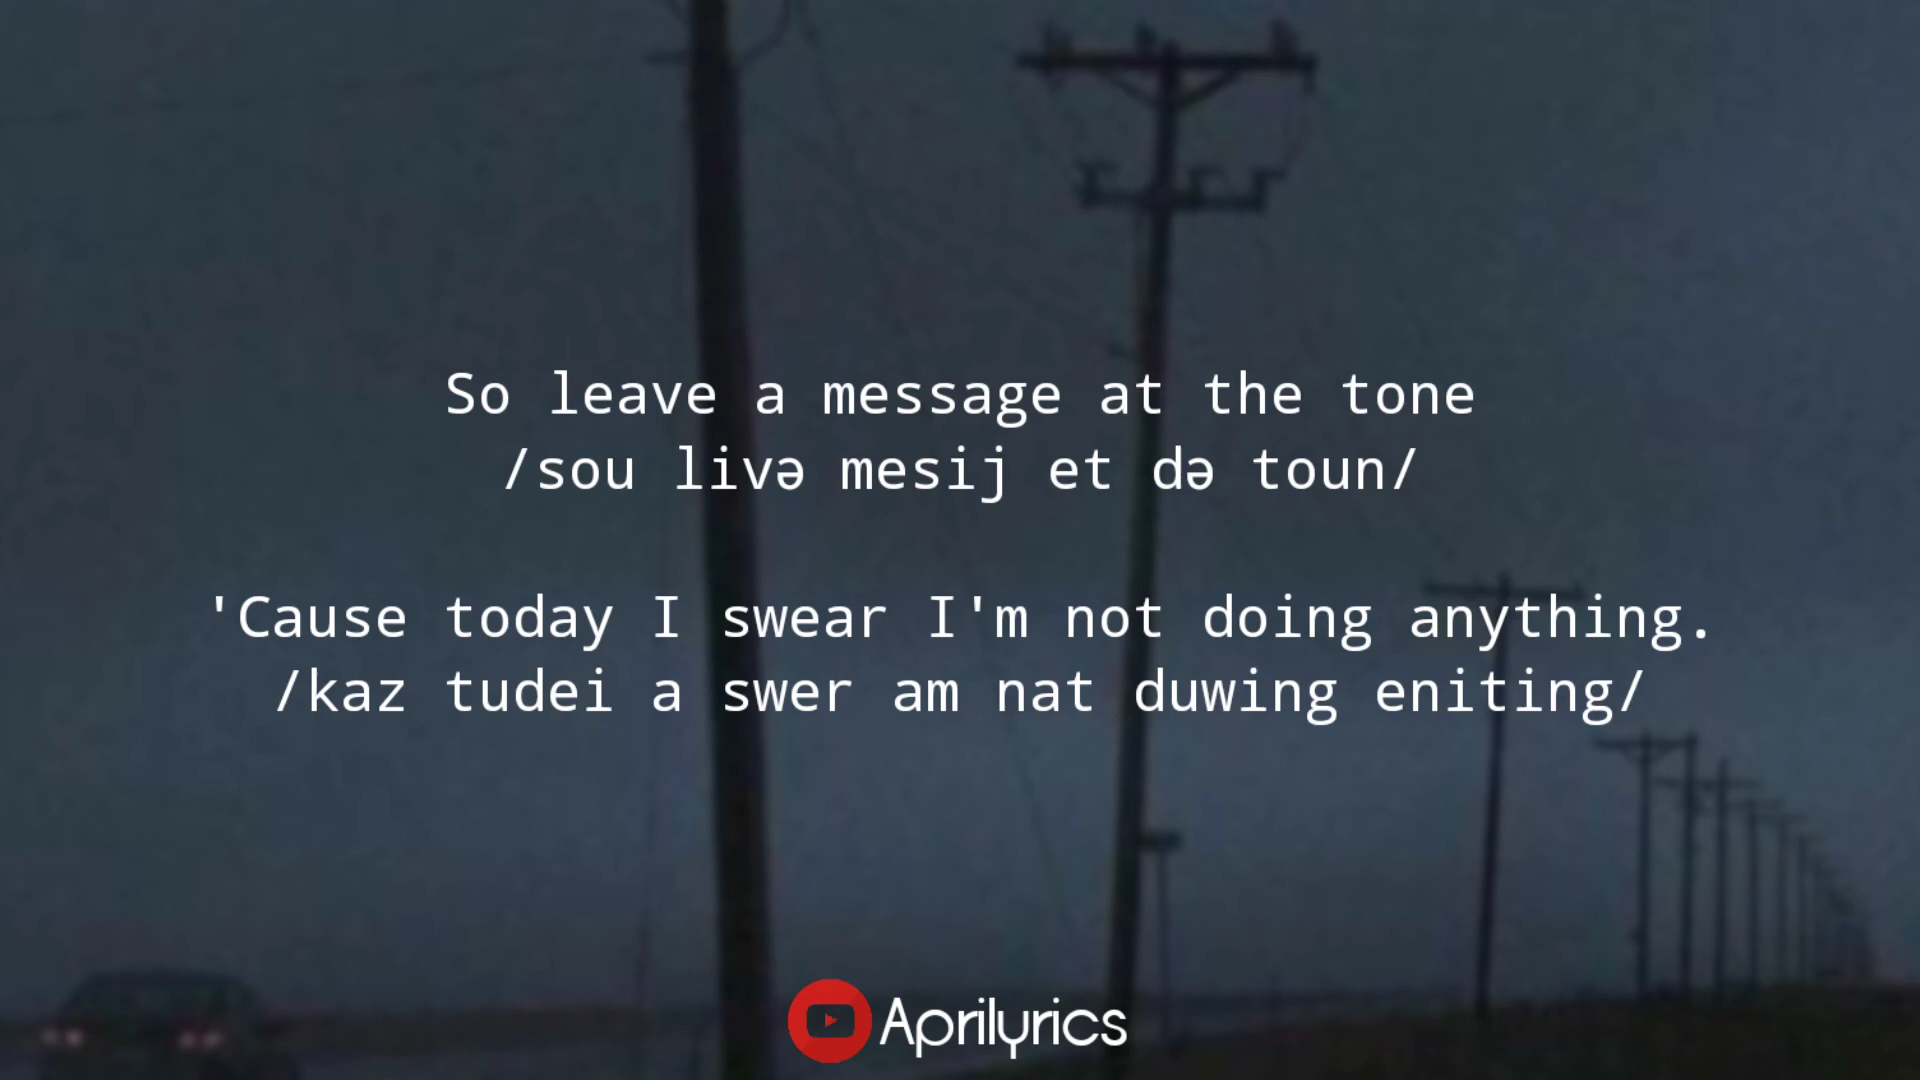 So leave a message at the tone
/sou livə mesij et də toun/
'Cause today I swear I'm not doing anything.
/kaz tudei a swer am nat duwing eniting/
Aprilyrics